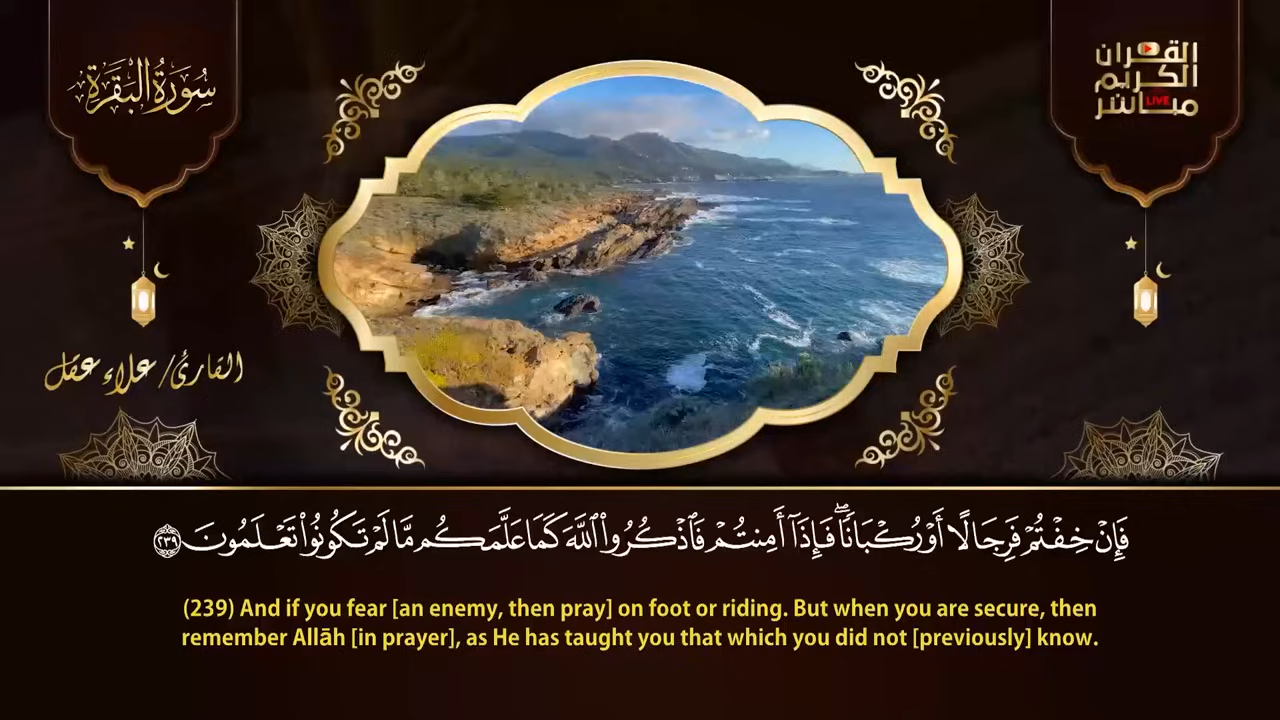 سُورَةُ البَقَرَةِ
القرآن
الكريم
مباشر
LIVE
القارئ/ علاء عقل
فَإِنْ خِفْتُمْ فَرِجَالًا أَوْ رُكْبَانًا ۖ فَإِذَآ أَمِنتُمْ فَٱذْكُرُوا۟ ٱللَّهَ كَمَا عَلَّمَكُم مَّا لَمْ تَكُونُوا۟ تَعْلَمُونَ ٢٣٩
(239) And if you fear [an enemy, then pray] on foot or riding. But when you are secure, then
remember Allāh [in prayer], as He has taught you that which you did not [previously] know.